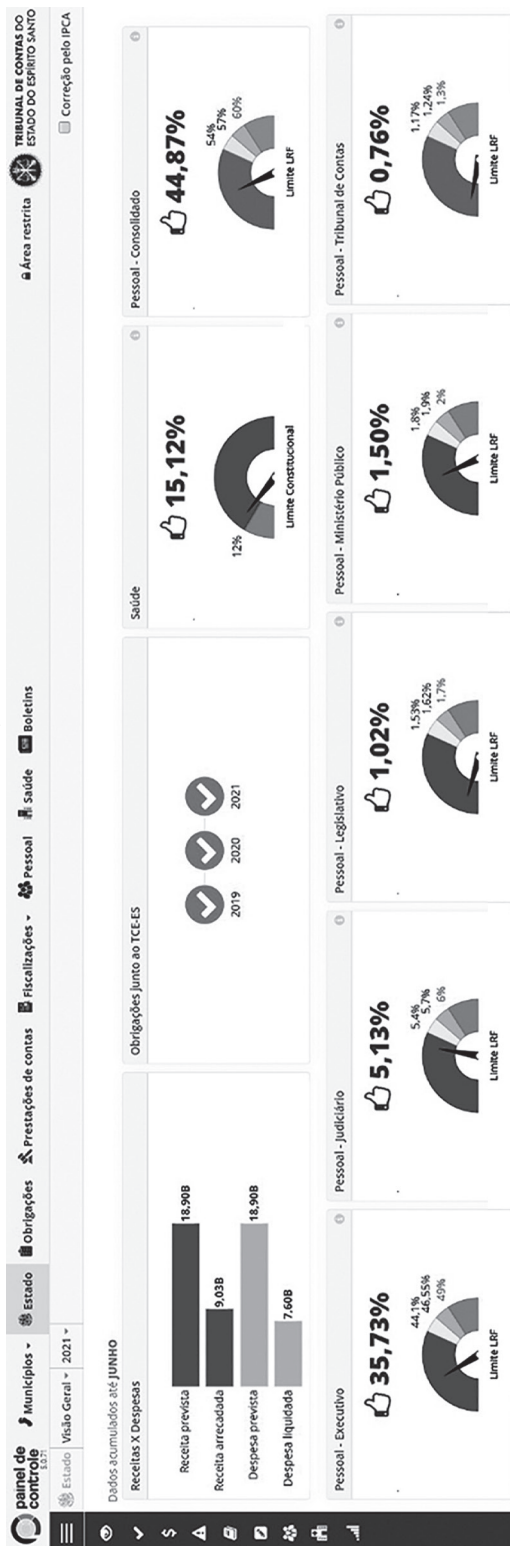 painel de controle
5.0.71
Municípios
Estado
Obrigações
Prestações de contas
Fiscalizações
Pessoal
Saúde
Boletins
Área restrita
TRIBUNAL DE CONTAS DO
ESTADO DO ESPÍRITO SANTO
Estado
Visão Geral
2021
Correção pelo IPCA
Dados acumulados até JUNHO
Receitas X Despesas
Receita prevista
18.90B
Receita arrecadada
9,03B
Despesa prevista
18,90B
Despesa liquidada
7.60B
Obrigações junto ao TCE-ES
2019
2020
2021
Saúde
15,12%
12%
Limite Constitucional
Pessoal - Consolidado
44,87%
54%
57%
60%
Limite LRF
Pessoal - Executivo
35,73%
44,1%
46,55%
49%
Limite LRF
Pessoal - Judiciário
5,13%
5,4%
5,7%
6%
Limite LRF
Pessoal - Legislativo
1,02%
1,53%
1,62%
1,7%
Limite LRF
Pessoal - Ministério Público
1,50%
1,8%
1,9%
2%
Limite LRF
Pessoal - Tribunal de Contas
0,76%
1,17%
1,24%
1,3%
Limite LRF